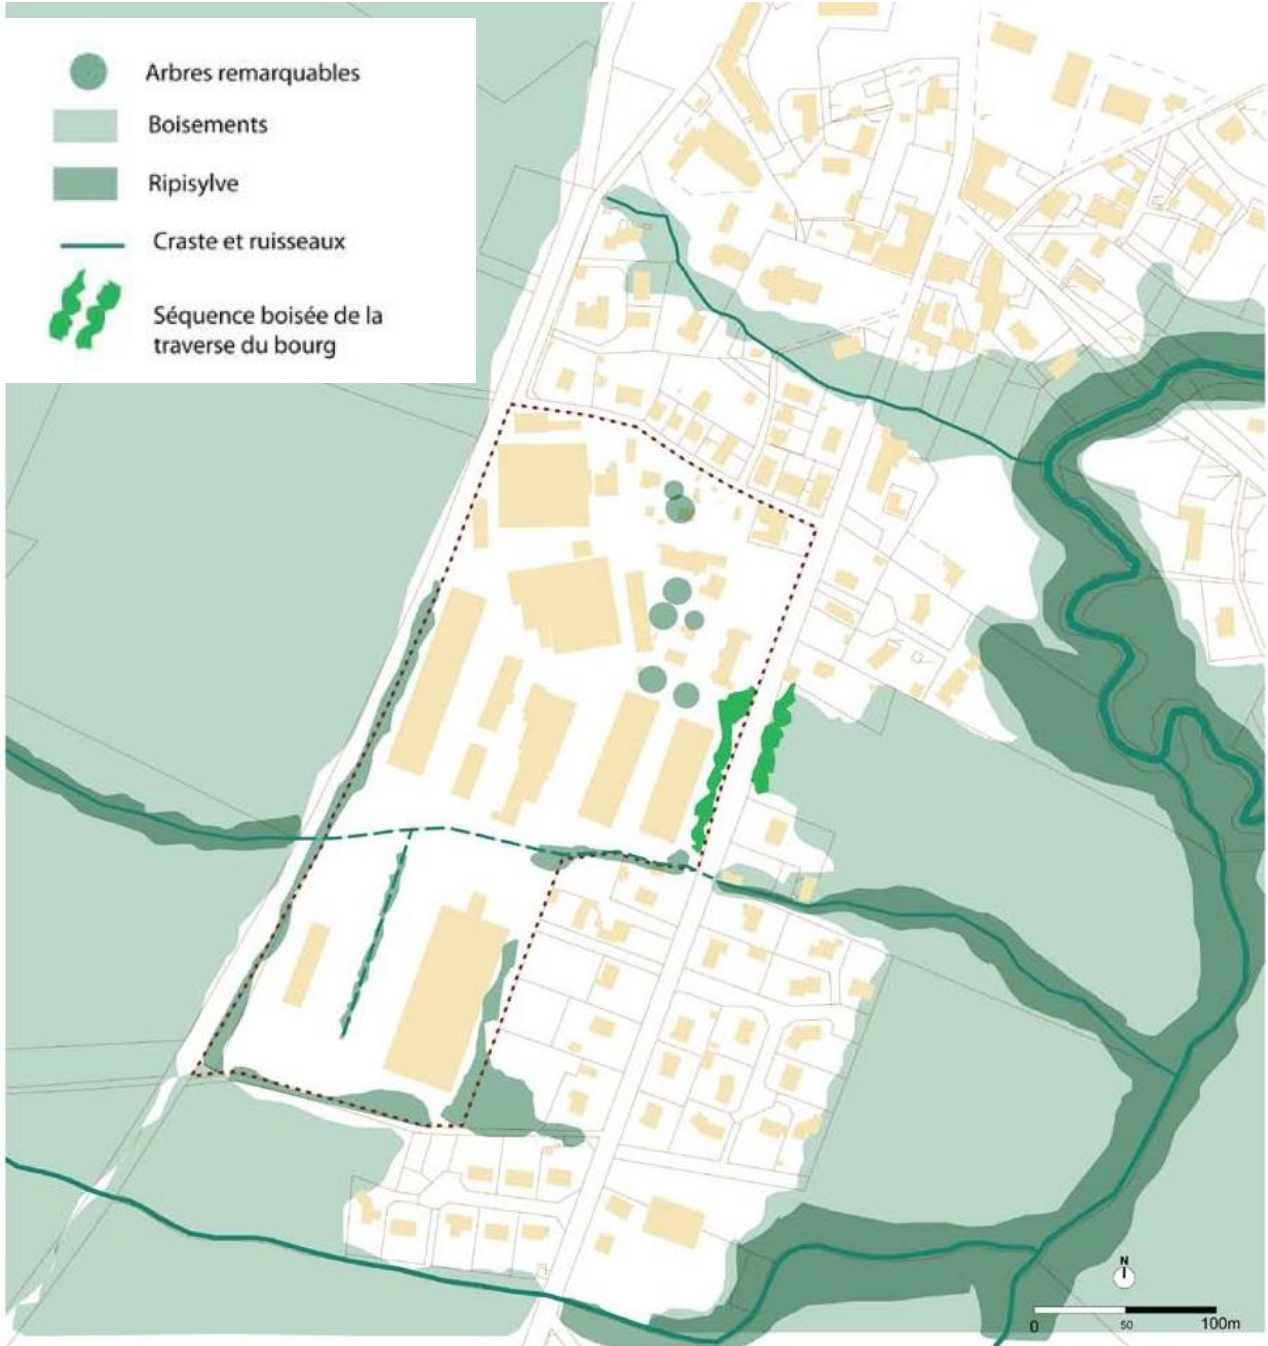 Arbres remarquables
Boisements
Ripisylve
Craste et ruisseaux
Séquence boisée de la
traverse du bourg
N
0 50 100m